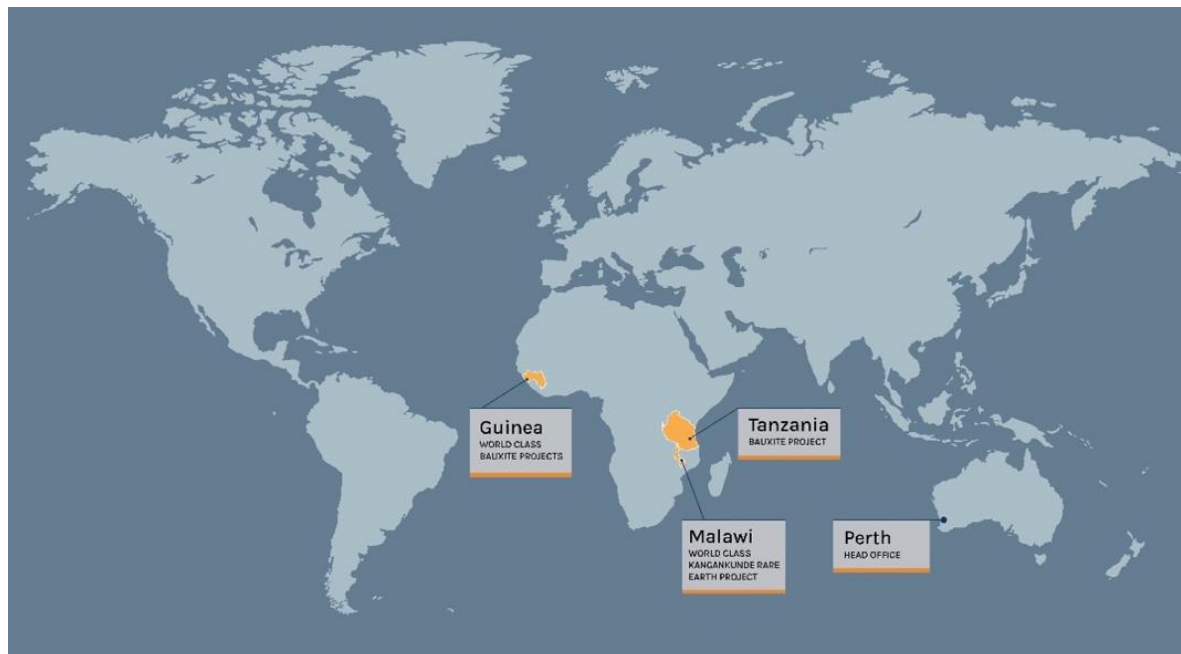 Guinea
WORLD CLASS
BAUXITE PROJECTS
Tanzania
BAUXITE PROJECT
Malawi
WORLD CLASS
KANGANKUNDE RARE
EARTH PROJECT
Perth
HEAD OFFICE